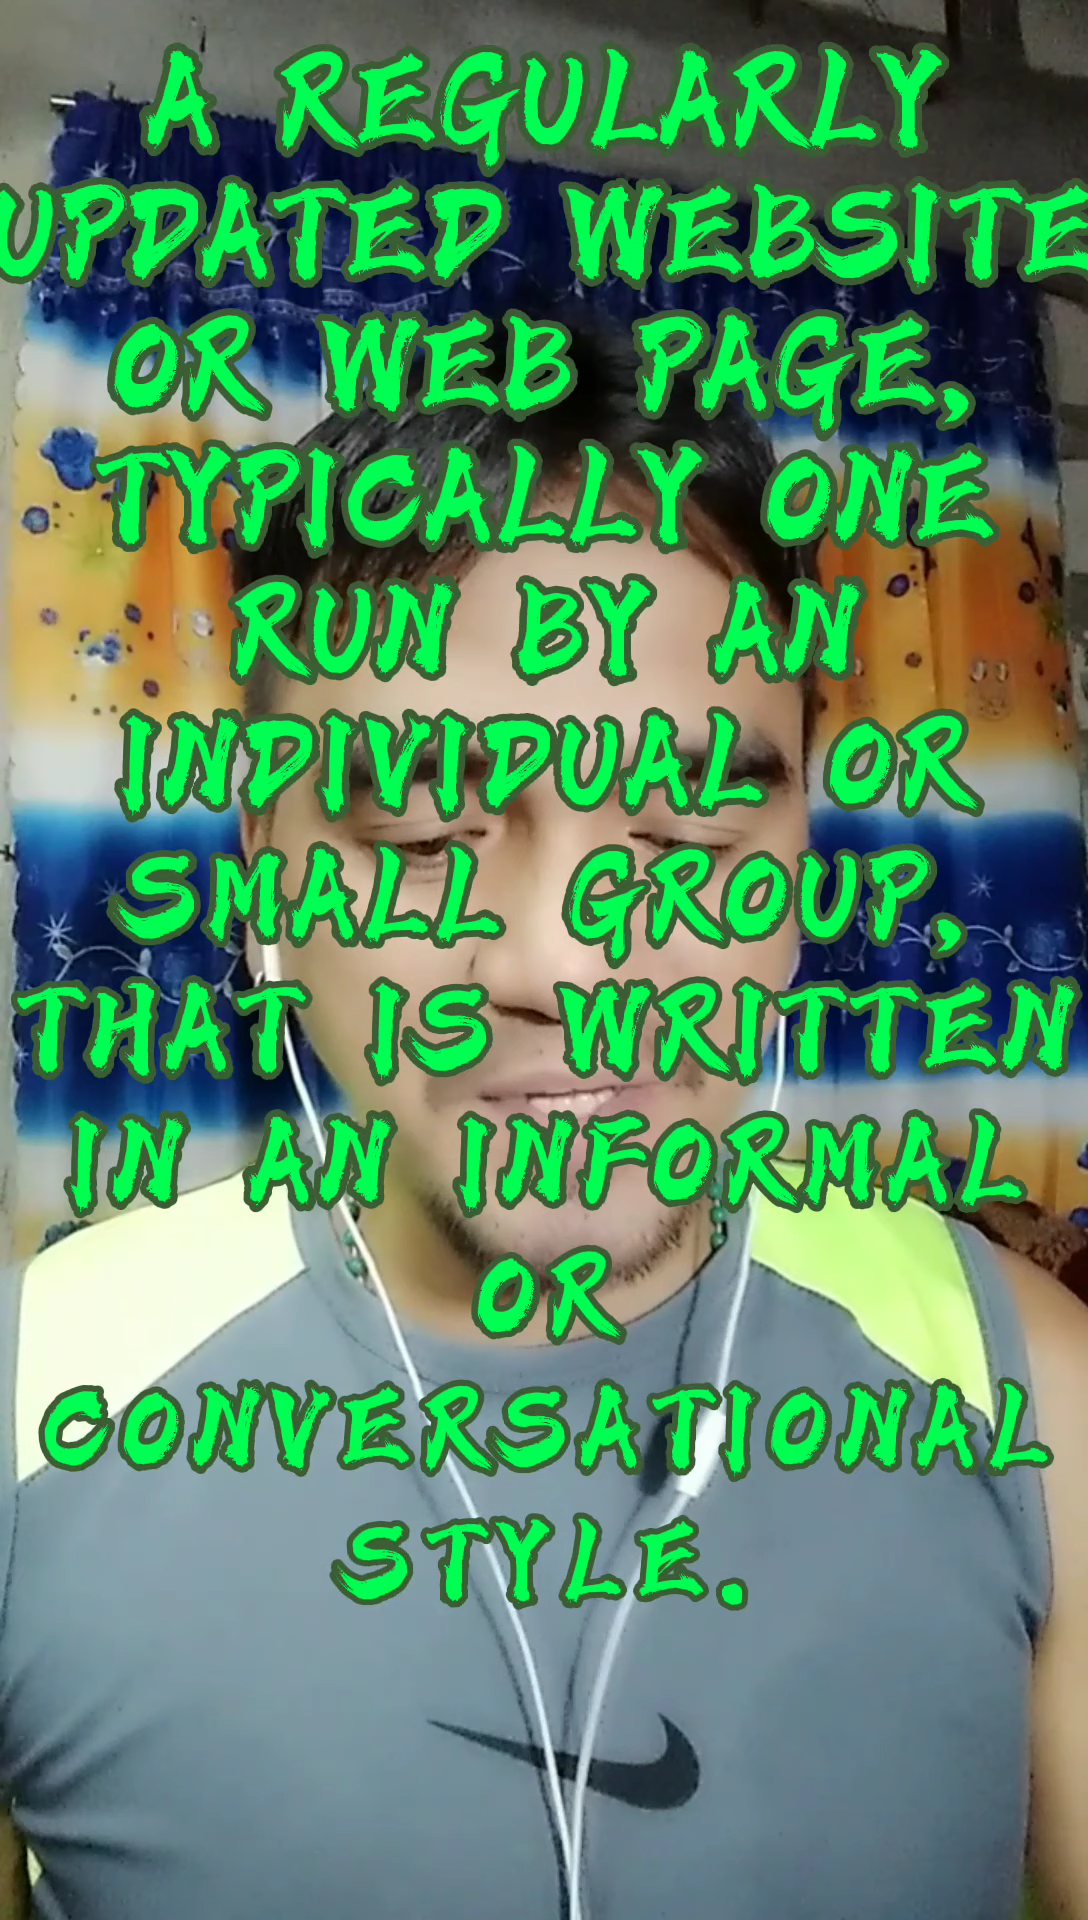 A REGULARLY
UPDATED WEBSITE
OR WEB PAGE,
TYPICALLY ONE
RUN BY AN
INDIVIDUAL OR
SMALL GROUP,
THAT IS WRITTEN
IN AN INFORMAL
OR
CONVERSATIONAL
STYLE.